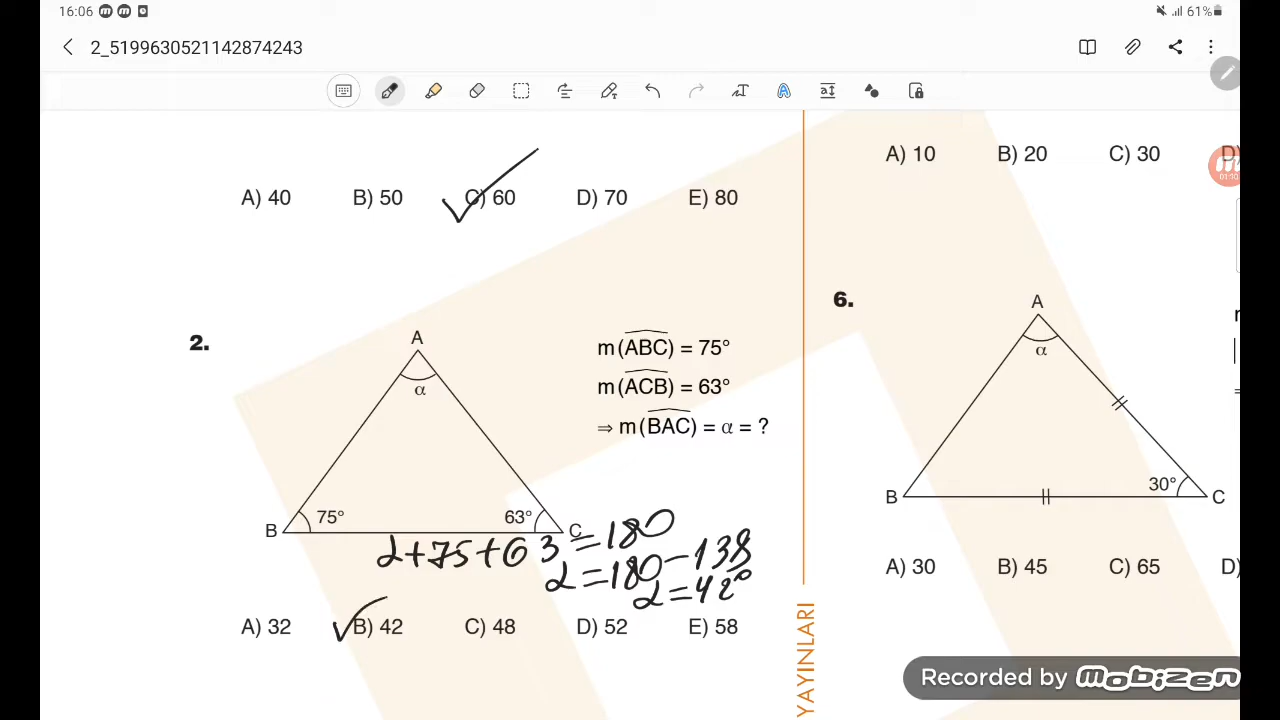 16:06
61%
2_5199630521142874243
A) 40 B) 50 C) 60 D) 70 E) 80
2.
A
α
B 75° 63° C
m(ABC) = 75°
m(ACB) = 63°
⇒ m(BAC) = α = ?
α+75+63=180
α=180-138
α=42°
A) 32 B) 42 C) 48 D) 52 E) 58
YAYINLARI
A) 10 B) 20 C) 30 D)
6.
A
α
B 30° C
A) 30 B) 45 C) 65 D)
Recorded by mobizen